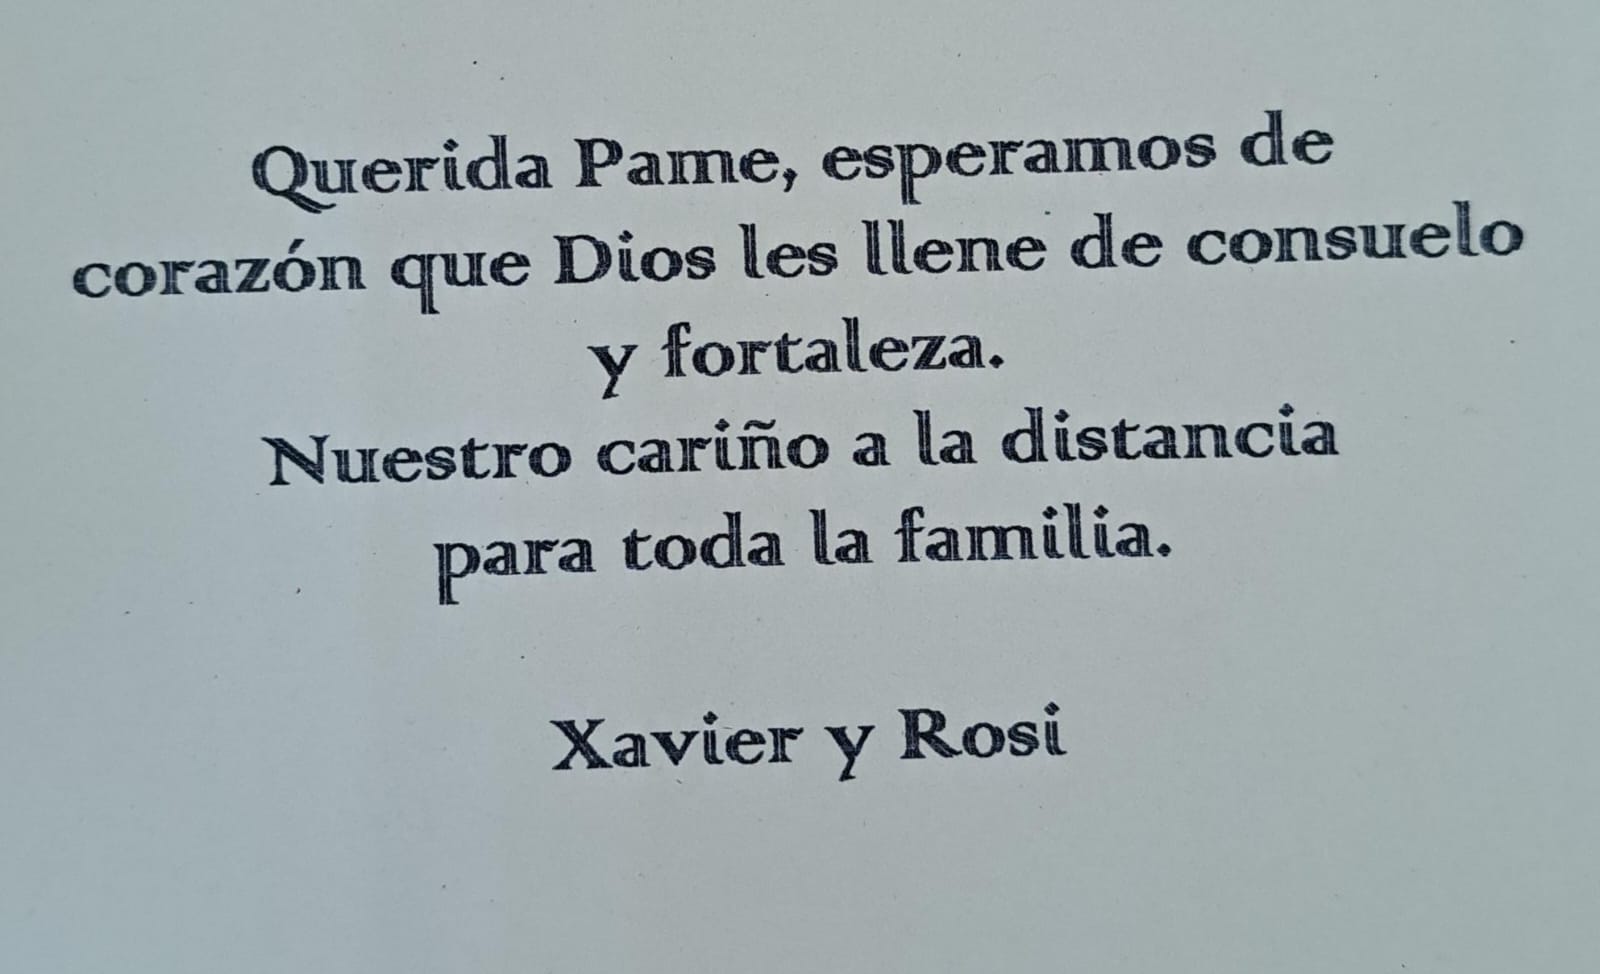 Querida Pame, esperamos de
corazón que Dios les llene de consuelo
y fortaleza.
Nuestro cariño a la distancia
para toda la familia.
Xavier y Rosi